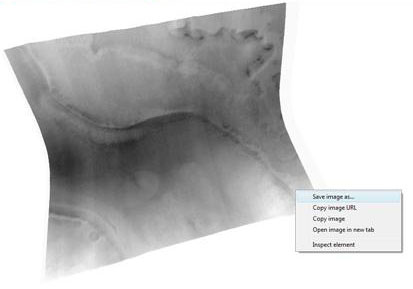 Save image as...
Copy image URL
Copy image
Open image in new tab
Inspect element